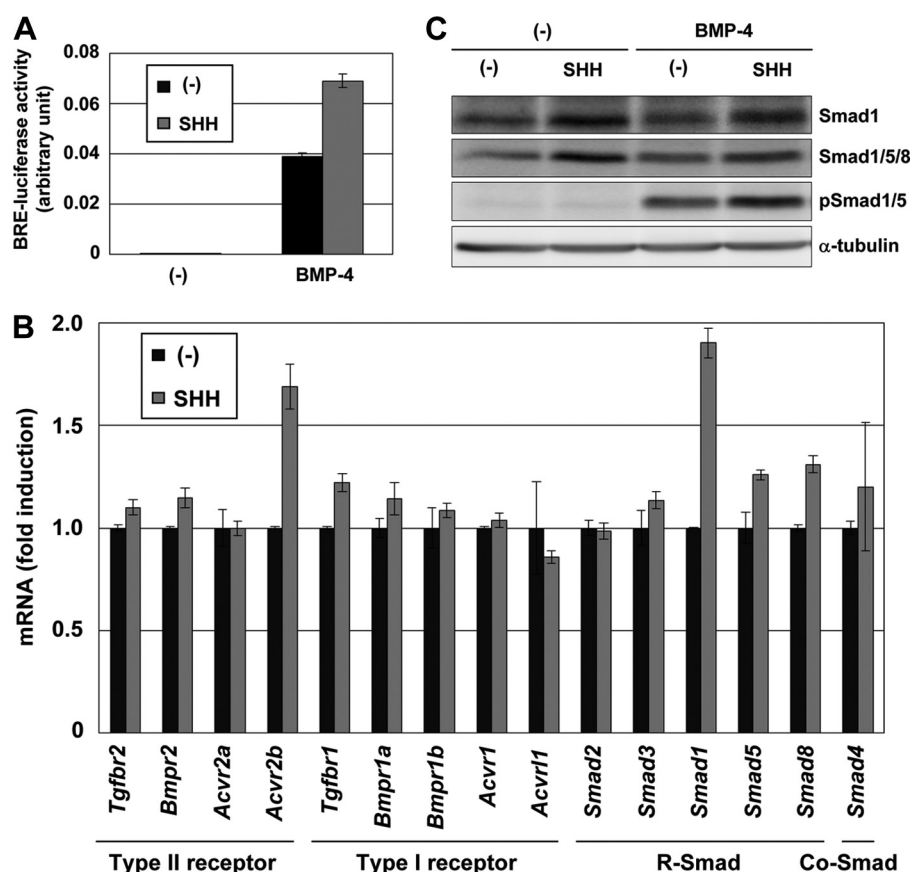 A
BRE-luciferase activity
(arbitrary unit)
0.08
0.06
0.04
0.02
0
(-)
SHH
(-)
BMP-4
C
(-)
BMP-4
(-)
SHH
(-)
SHH
Smad1
Smad1/5/8
pSmad1/5
α-tubulin
B
mRNA (fold induction)
2.0
1.5
1.0
0.5
0
(-)
SHH
Tgfbr2
Bmpr2
Acvr2a
Acvr2b
Tgfbr1
Bmpr1a
Bmpr1b
Acvr1
Acvrl1
Smad2
Smad3
Smad1
Smad5
Smad8
Smad4
Type II receptor
Type I receptor
R-Smad
Co-Smad